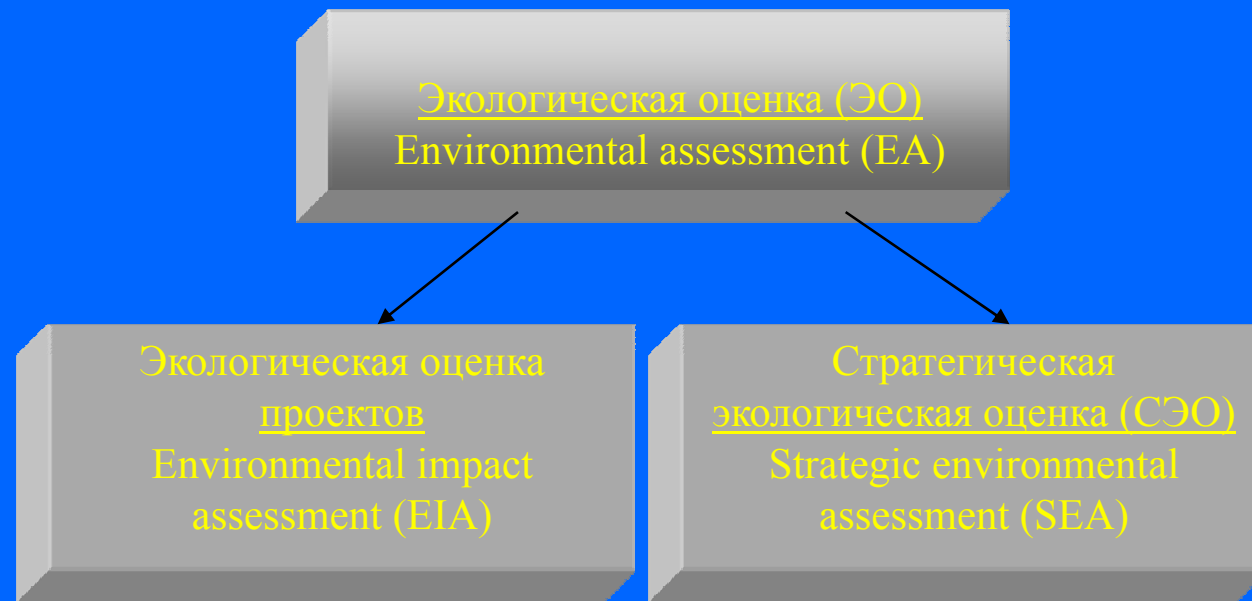 Экологическая оценка (ЭО)
Environmental assessment (EA)
Экологическая оценка
проектов
Environmental impact
assessment (EIA)
Стратегическая
экологическая оценка (СЭО)
Strategic environmental
assessment (SEA)